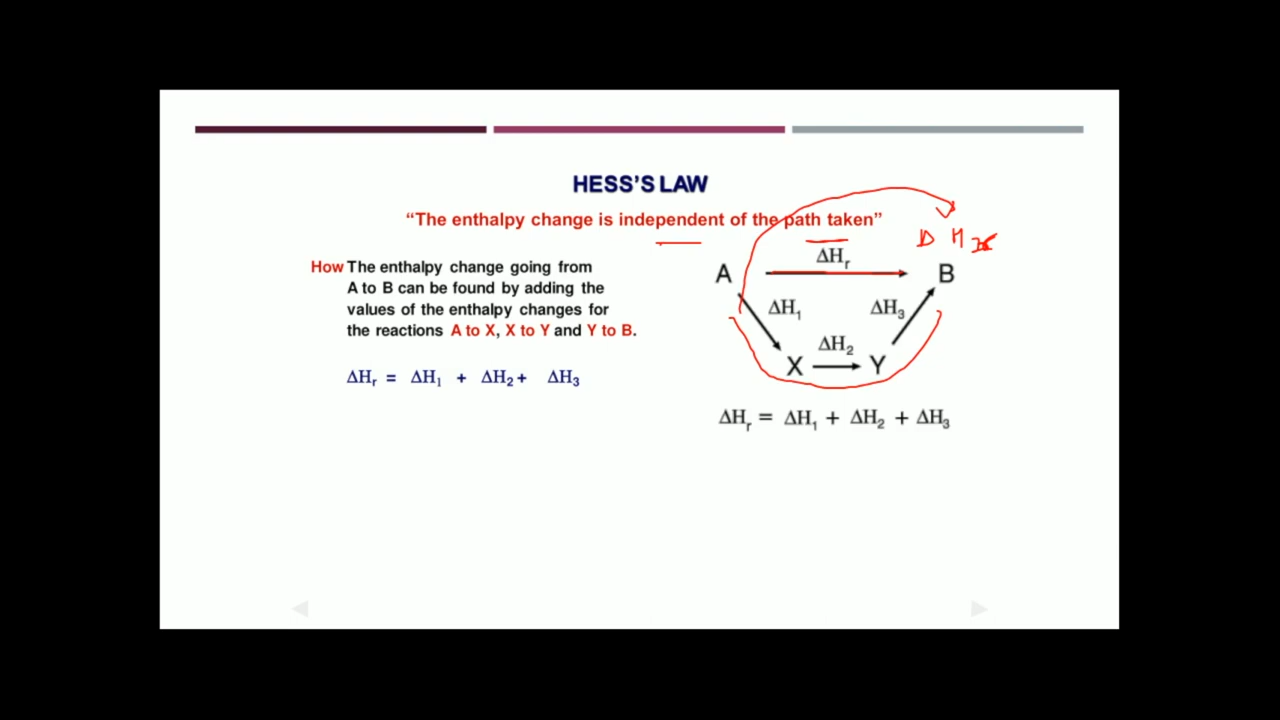 HESS'S LAW
“The enthalpy change is independent of the path taken”
How The enthalpy change going from
A to B can be found by adding the
values of the enthalpy changes for
the reactions A to X, X to Y and Y to B.
ΔHr = ΔH1 + ΔH2 + ΔH3
D H
ΔHr
A B
ΔH1 ΔH3
ΔH2
X Y
ΔHr = ΔH1 + ΔH2 + ΔH3